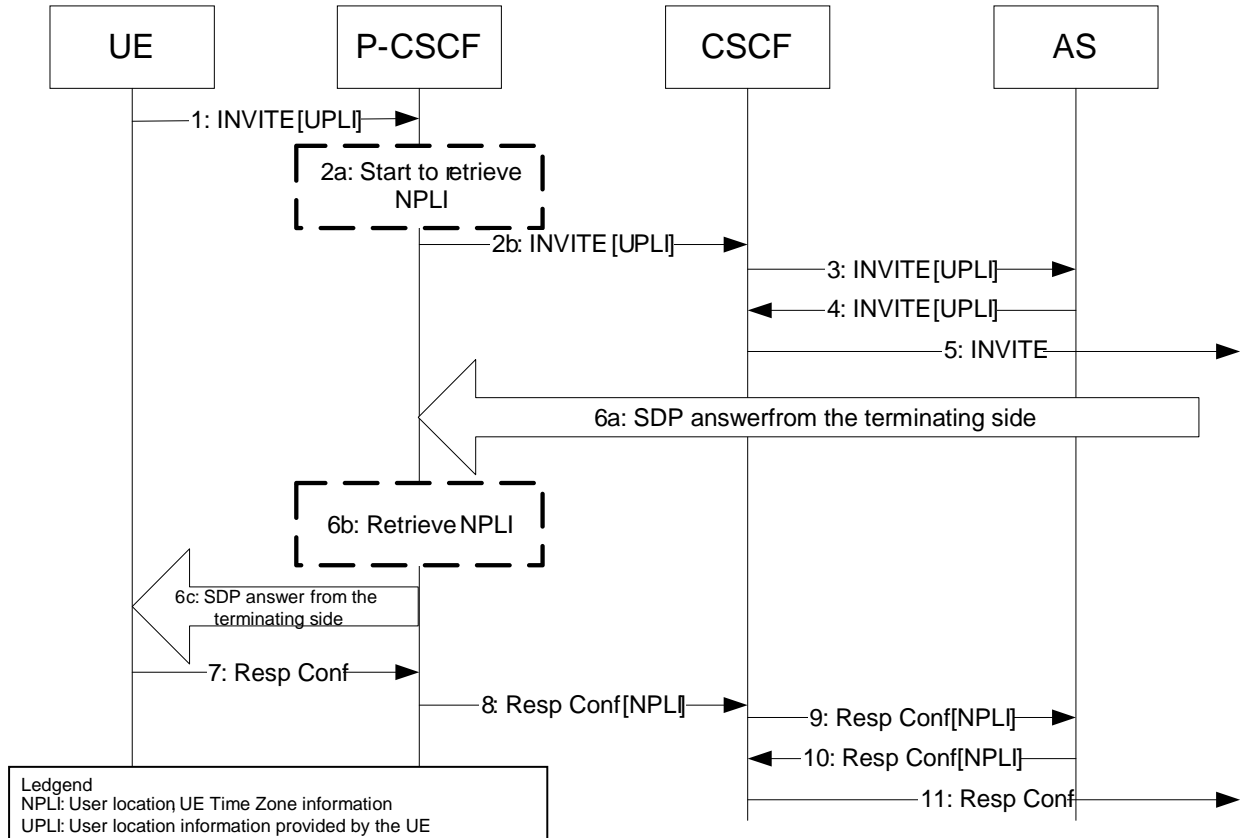 UE
P-CSCF
CSCF
AS
1: INVITE[UPLI]
2a: Start to retrieve
NPLI
2b: INVITE [UPLI]
3: INVITE[UPLI]
4: INVITE[UPLI]
5: INVITE
6a: SDP answerfrom the terminating side
6b: Retrieve NPLI
6c: SDP answer from the
terminating side
7: Resp Conf
8: Resp Conf[NPLI]
9: Resp Conf[NPLI]
10: Resp Conf[NPLI]
11: Resp Conf
Ledgend
NPLI: User location, UE Time Zone information
UPLI: User location information provided by the UE